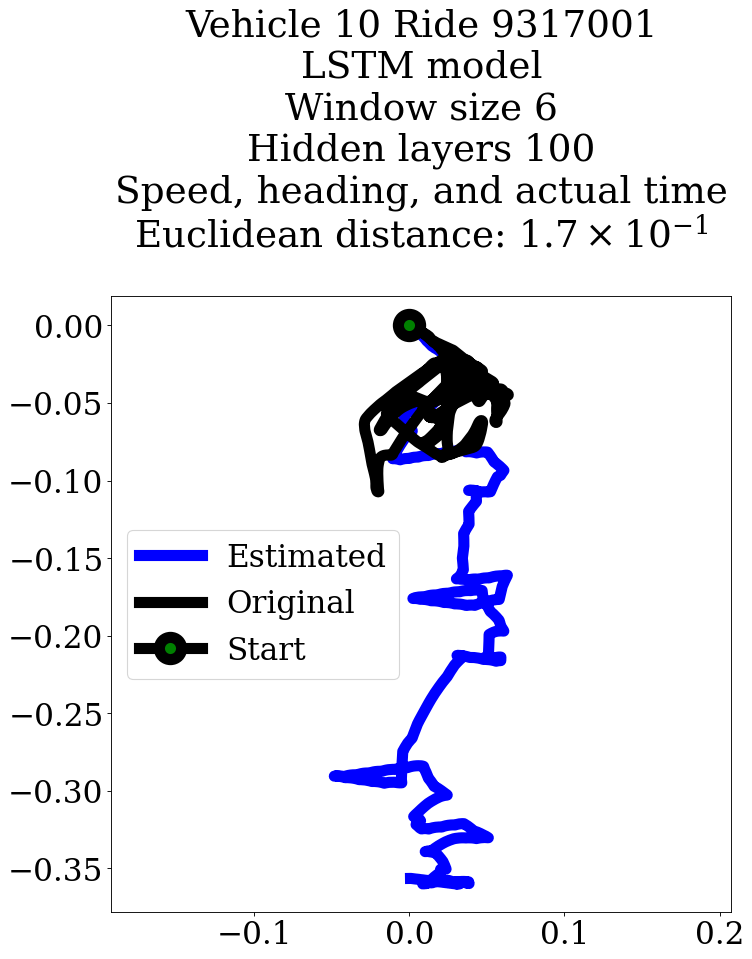 Vehicle 10 Ride 9317001
LSTM model
Window size 6
Hidden layers 100
Speed, heading, and actual time
Euclidean distance: 1.7 × 10⁻¹
0.00
−0.05
−0.10
−0.15
−0.20
−0.25
−0.30
−0.35
Estimated
Original
Start
−0.1
0.0
0.1
0.2